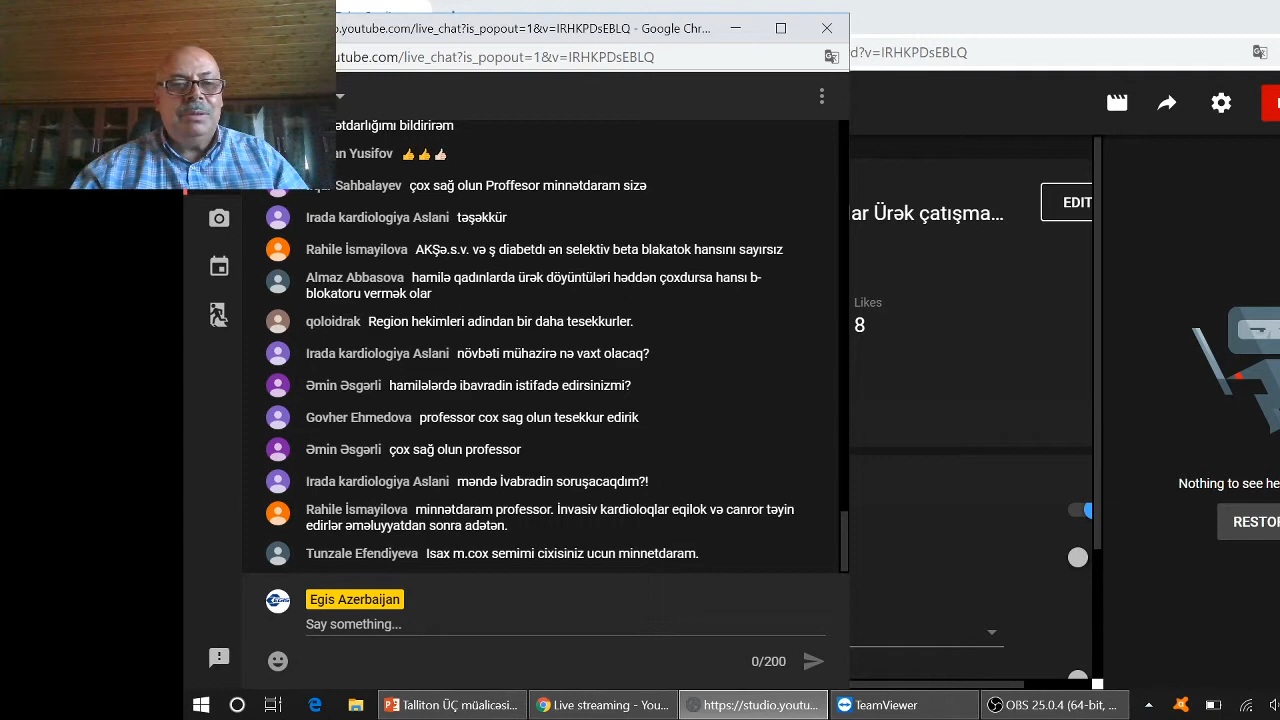 o.youtube.com/live_chat?is_popout=1&v=IRHKPDsEBLQ - Google Chr...
utube.com/live_chat?is_popout=1&v=IRHKPDsEBLQ
d?v=IRHKPDsEBLQ
ətdarlığımı bildirirəm
an Yusifov 👍👍👍🏻
Sahbalayev çox sağ olun Proffesor minnətdaram sizə
Irada kardiologiya Aslani təşəkkür
Rahile İsmayilova AKŞə.s.v. və ş diabetdı ən selektiv beta blakatok hansını sayırsız
Almaz Abbasova hamilə qadınlarda ürək döyüntüləri həddən çoxdursa hansı b-
blokatoru vermək olar
qoloidrak Region hekimleri adindan bir daha tesekkurler.
Irada kardiologiya Aslani növbəti mühazirə nə vaxt olacaq?
Əmin Əsgərli hamilələrdə ibavradin istifadə edirsinizmi?
Govher Ehmedova professor cox sag olun tesekkur edirik
Əmin Əsgərli çox sağ olun professor
Irada kardiologiya Aslani məndə İvabradin soruşacaqdım?!
Rahile İsmayilova minnətdaram professor. İnvasiv kardioloqlar eqilok və canror təyin
edirlər əməluyyatdan sonra adətən.
Tunzale Efendiyeva Isax m.cox semimi cixisiniz ucun minnetdaram.
EGIS
Egis Azerbaijan
Say something...
0/200
ar Ürək çatışma...
EDIT
Likes
8
Nothing to see he
RESTO
Talliton ÜÇ müalicəsi...
Live streaming - You...
https://studio.youtu...
TeamViewer
OBS 25.0.4 (64-bit, ...